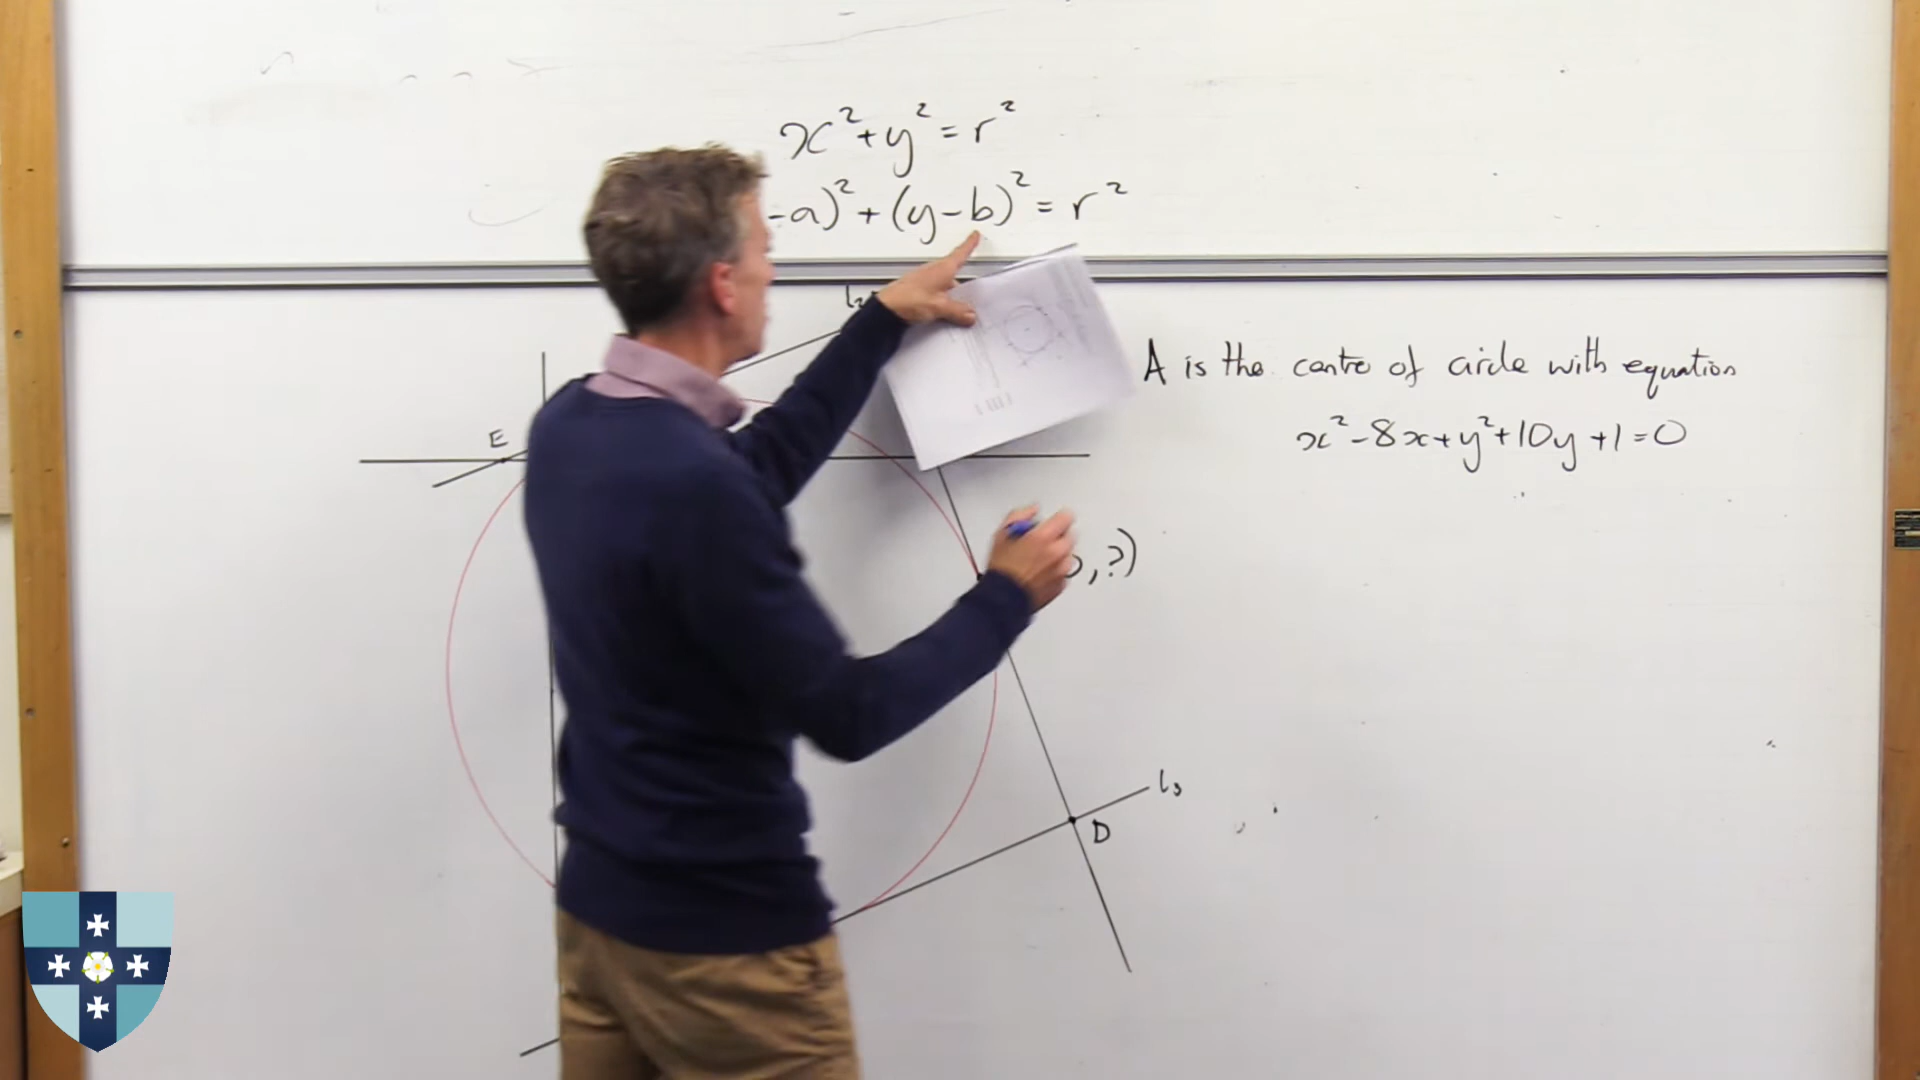 x² + y² = r²
-a)² + (y-b)² = r²
A is the centre of circle with equation
x² - 8x + y² + 10y + 1 = 0
E
, ?)
l₃
D